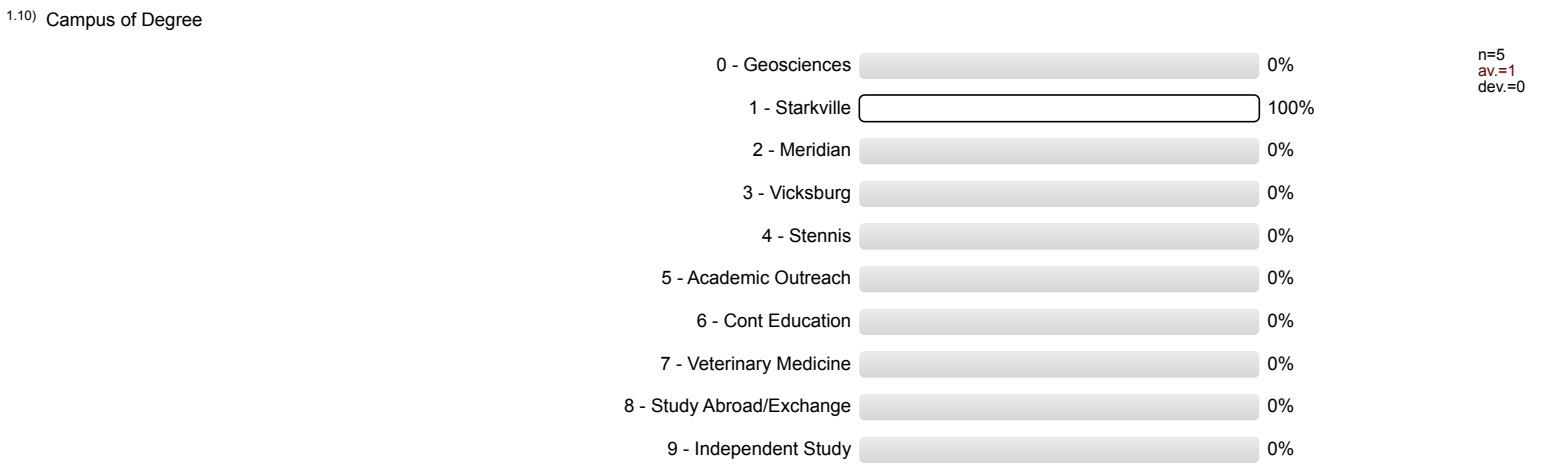 1.10) Campus of Degree
0 - Geosciences 0%
n=5
av.=1
dev.=0
1 - Starkville 100%
2 - Meridian 0%
3 - Vicksburg 0%
4 - Stennis 0%
5 - Academic Outreach 0%
6 - Cont Education 0%
7 - Veterinary Medicine 0%
8 - Study Abroad/Exchange 0%
9 - Independent Study 0%